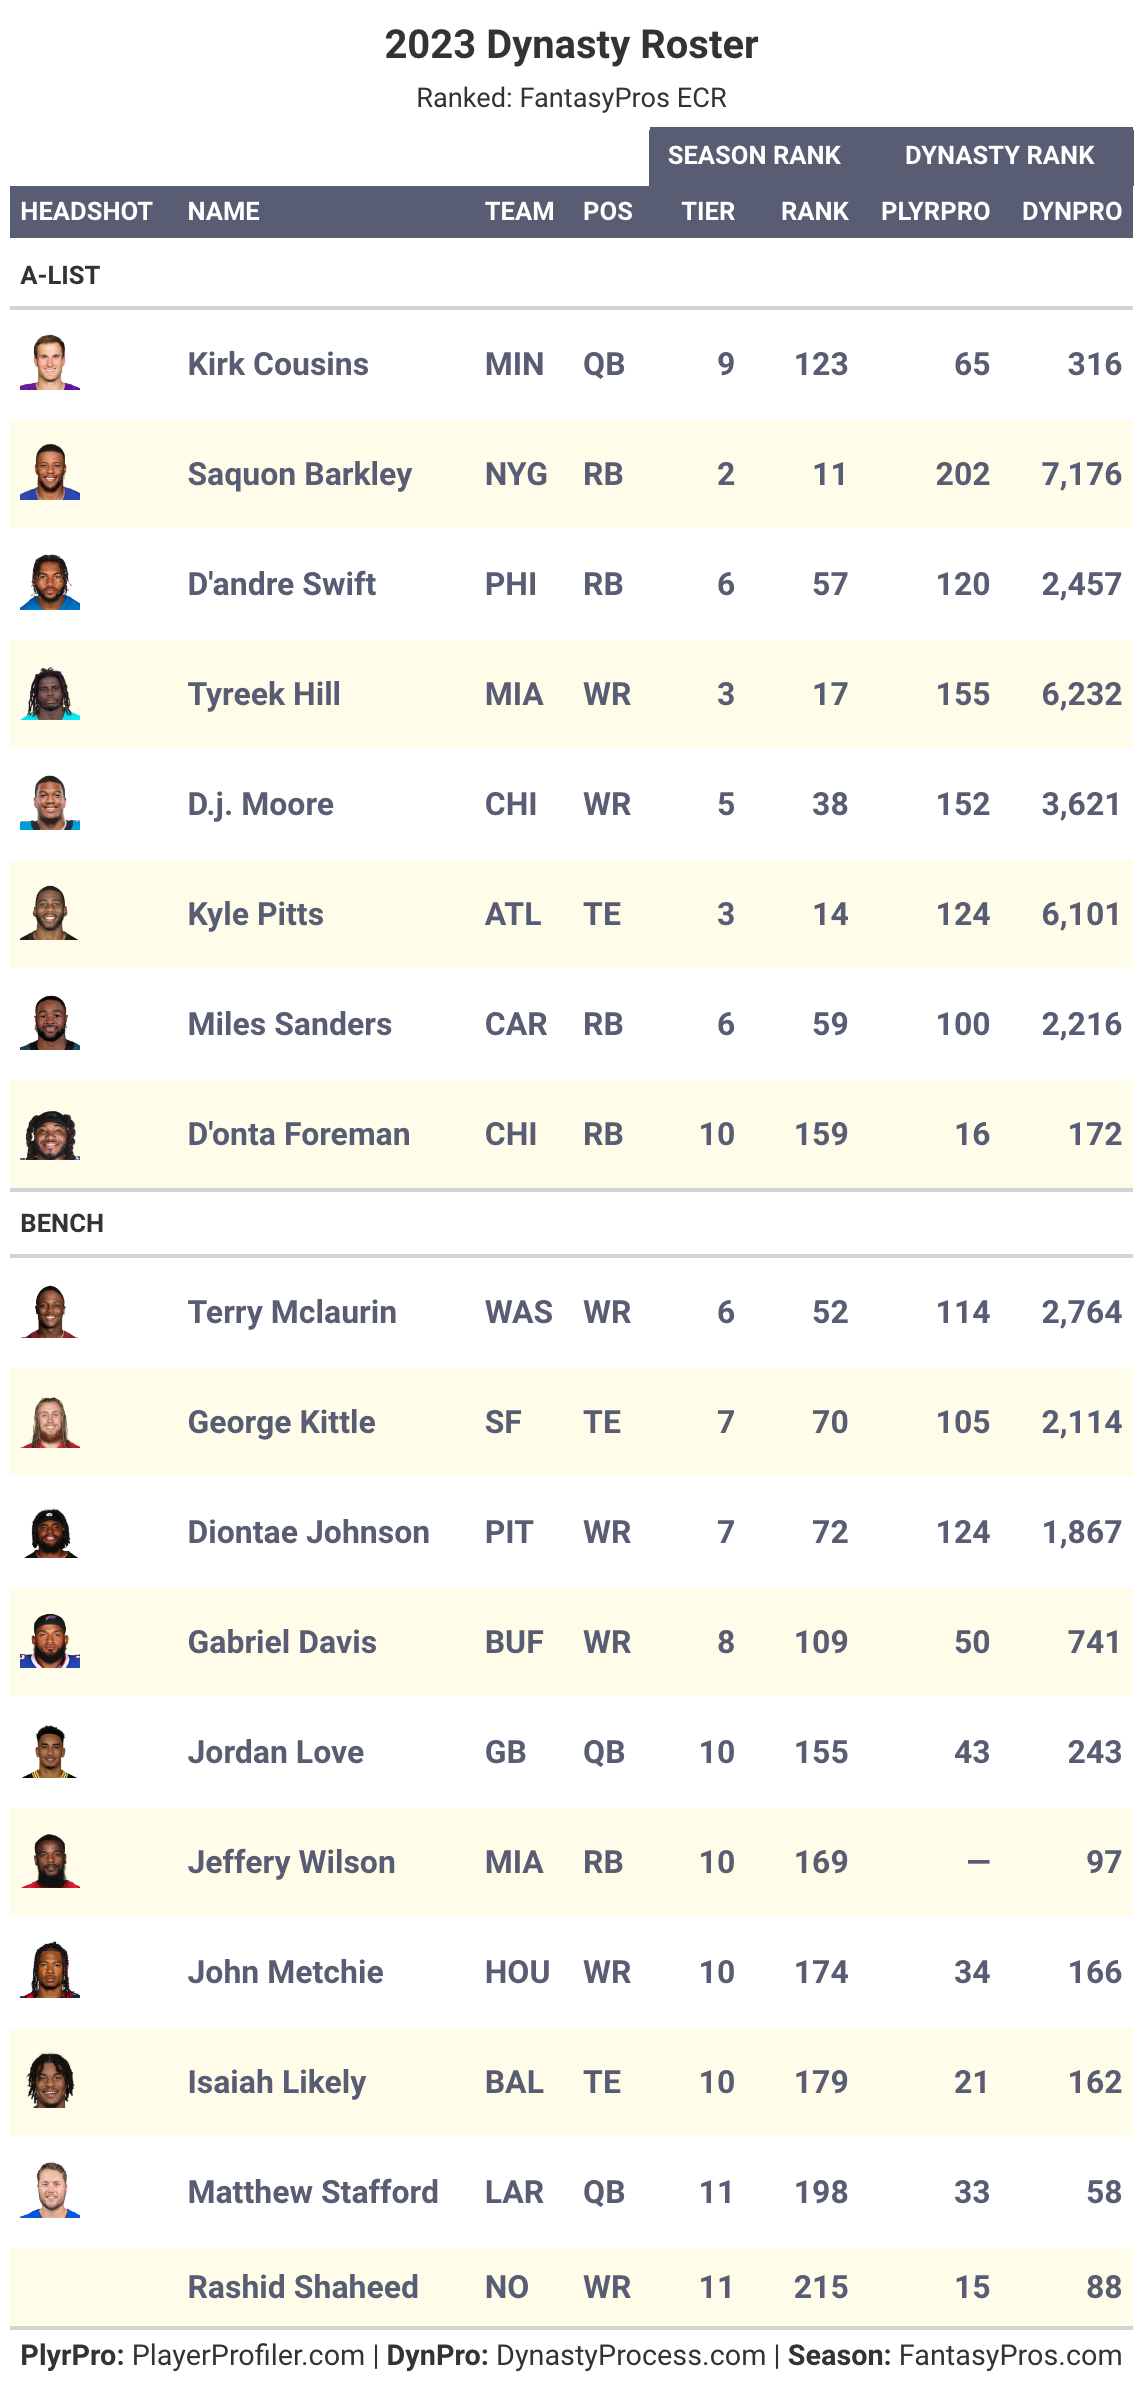 2023 Dynasty Roster
Ranked: FantasyPros ECR
SEASON RANK DYNASTY RANK
HEADSHOT NAME TEAM POS TIER RANK PLYRPRO DYNPRO
A-LIST
Kirk Cousins MIN QB 9 123 65 316
Saquon Barkley NYG RB 2 11 202 7,176
D'andre Swift PHI RB 6 57 120 2,457
Tyreek Hill MIA WR 3 17 155 6,232
D.j. Moore CHI WR 5 38 152 3,621
Kyle Pitts ATL TE 3 14 124 6,101
Miles Sanders CAR RB 6 59 100 2,216
D'onta Foreman CHI RB 10 159 16 172
BENCH
Terry Mclaurin WAS WR 6 52 114 2,764
George Kittle SF TE 7 70 105 2,114
Diontae Johnson PIT WR 7 72 124 1,867
Gabriel Davis BUF WR 8 109 50 741
Jordan Love GB QB 10 155 43 243
Jeffery Wilson MIA RB 10 169 — 97
John Metchie HOU WR 10 174 34 166
Isaiah Likely BAL TE 10 179 21 162
Matthew Stafford LAR QB 11 198 33 58
Rashid Shaheed NO WR 11 215 15 88
PlyrPro: PlayerProfiler.com | DynPro: DynastyProcess.com | Season: FantasyPros.com